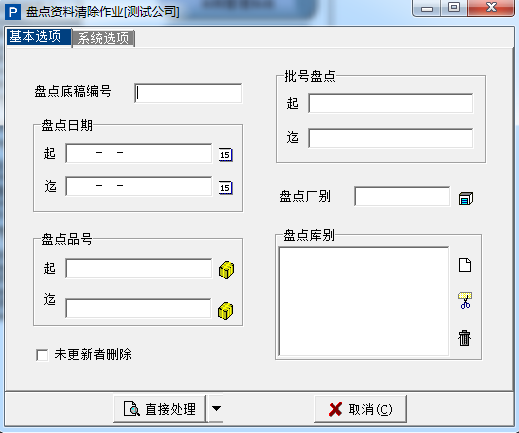 盘点资料清除作业[测试公司]
基本选项 系统选项
盘点底稿编号
盘点日期
起 - -
15
迄 - -
15
盘点品号
起
迄
未更新者删除
批号盘点
起
迄
盘点厂别
盘点库别
直接处理
取消(C)